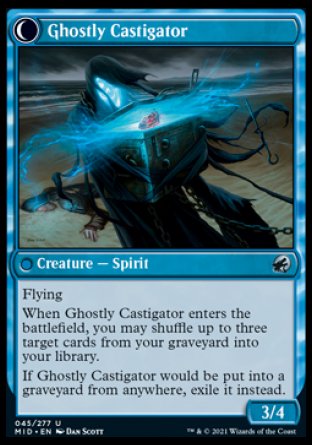 Ghostly Castigator
Creature — Spirit
Flying
When Ghostly Castigator enters the
battlefield, you may shuffle up to three
target cards from your graveyard into
your library.
If Ghostly Castigator would be put into
a graveyard from anywhere, exile it instead.
3/4
045/277 U
MID • EN Dan Scott
™ & © 2021 Wizards of the Coast